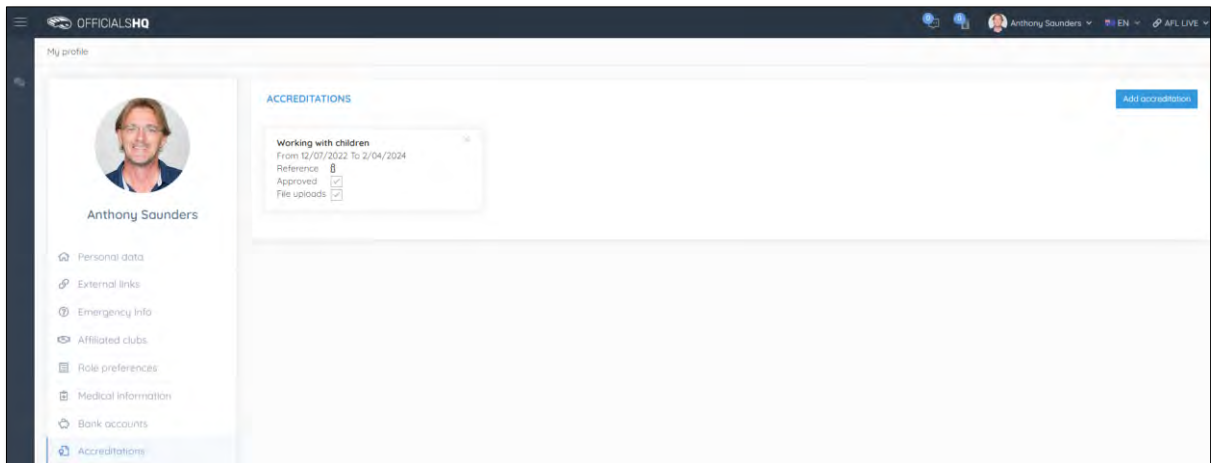 OFFICIALSHQ
0 0 Anthony Saunders EN AFL LIVE
My profile
ACCREDITATIONS
Add accreditation
Working with children
From 12/07/2022 To 2/04/2024
Reference
Approved
File uploads
Anthony Saunders
Personal data
External links
Emergency Info
Affiliated clubs
Role preferences
Medical information
Bank accounts
Accreditations